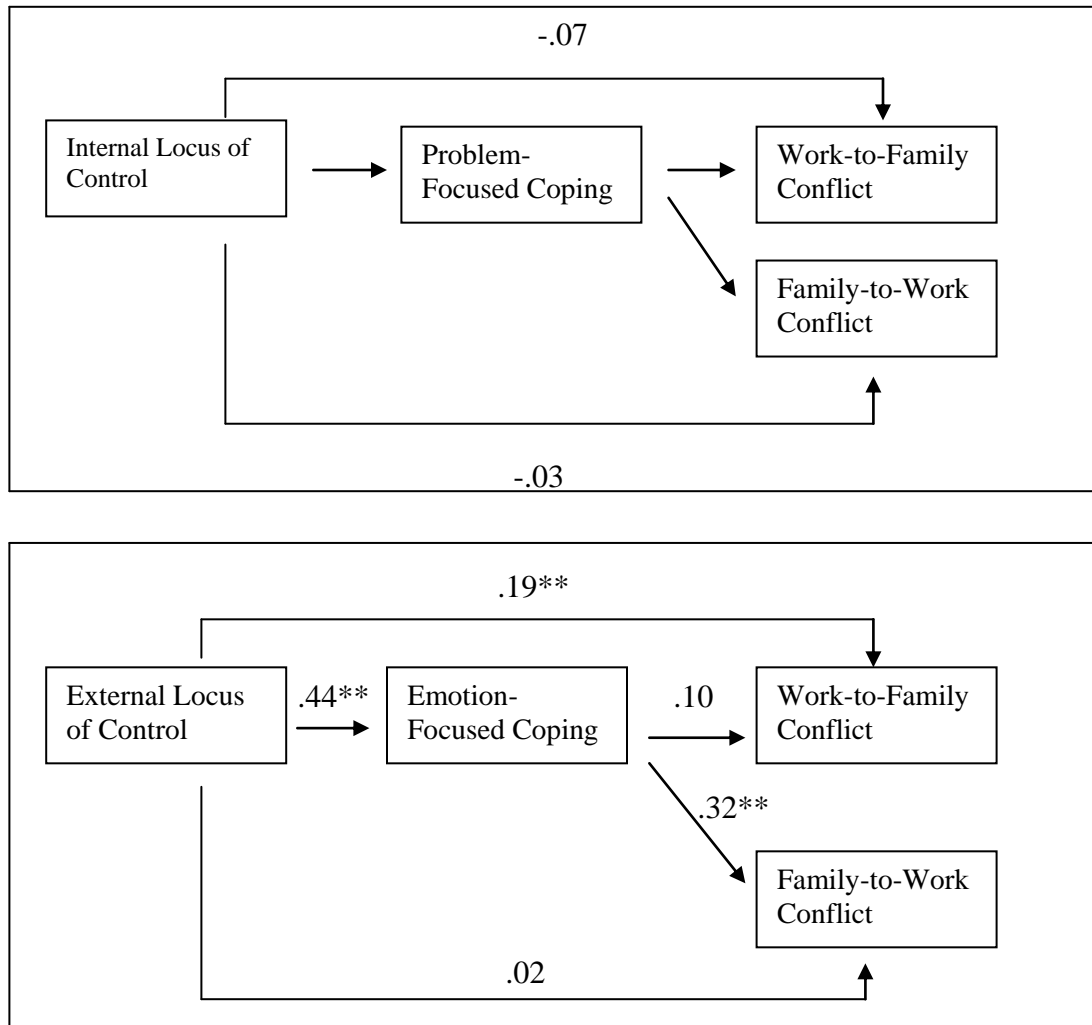 -.07
Internal Locus of
Control
Problem-
Focused Coping
Work-to-Family
Conflict
Family-to-Work
Conflict
-.03
.19**
External Locus
of Control
.44**
Emotion-
Focused Coping
.10
Work-to-Family
Conflict
.32**
Family-to-Work
Conflict
.02